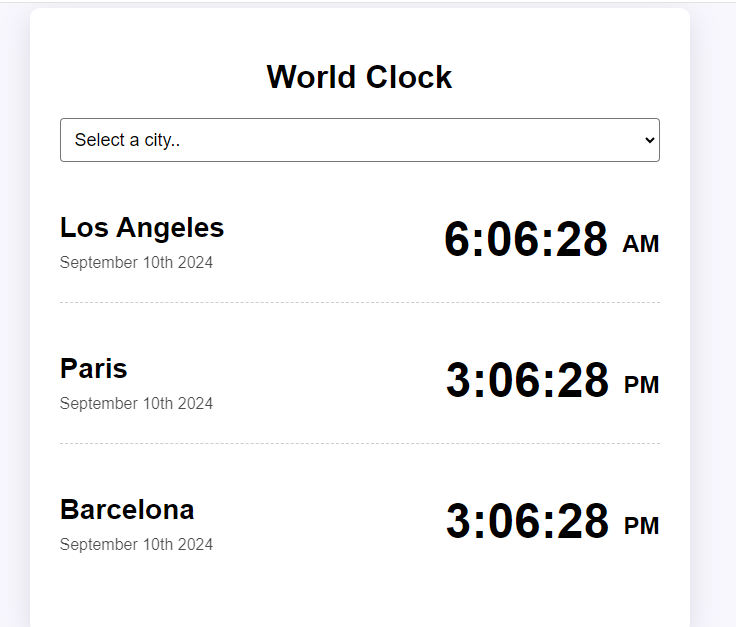 World Clock
Select a city..
Los Angeles
6:06:28 AM
September 10th 2024
Paris
3:06:28 PM
September 10th 2024
Barcelona
3:06:28 PM
September 10th 2024